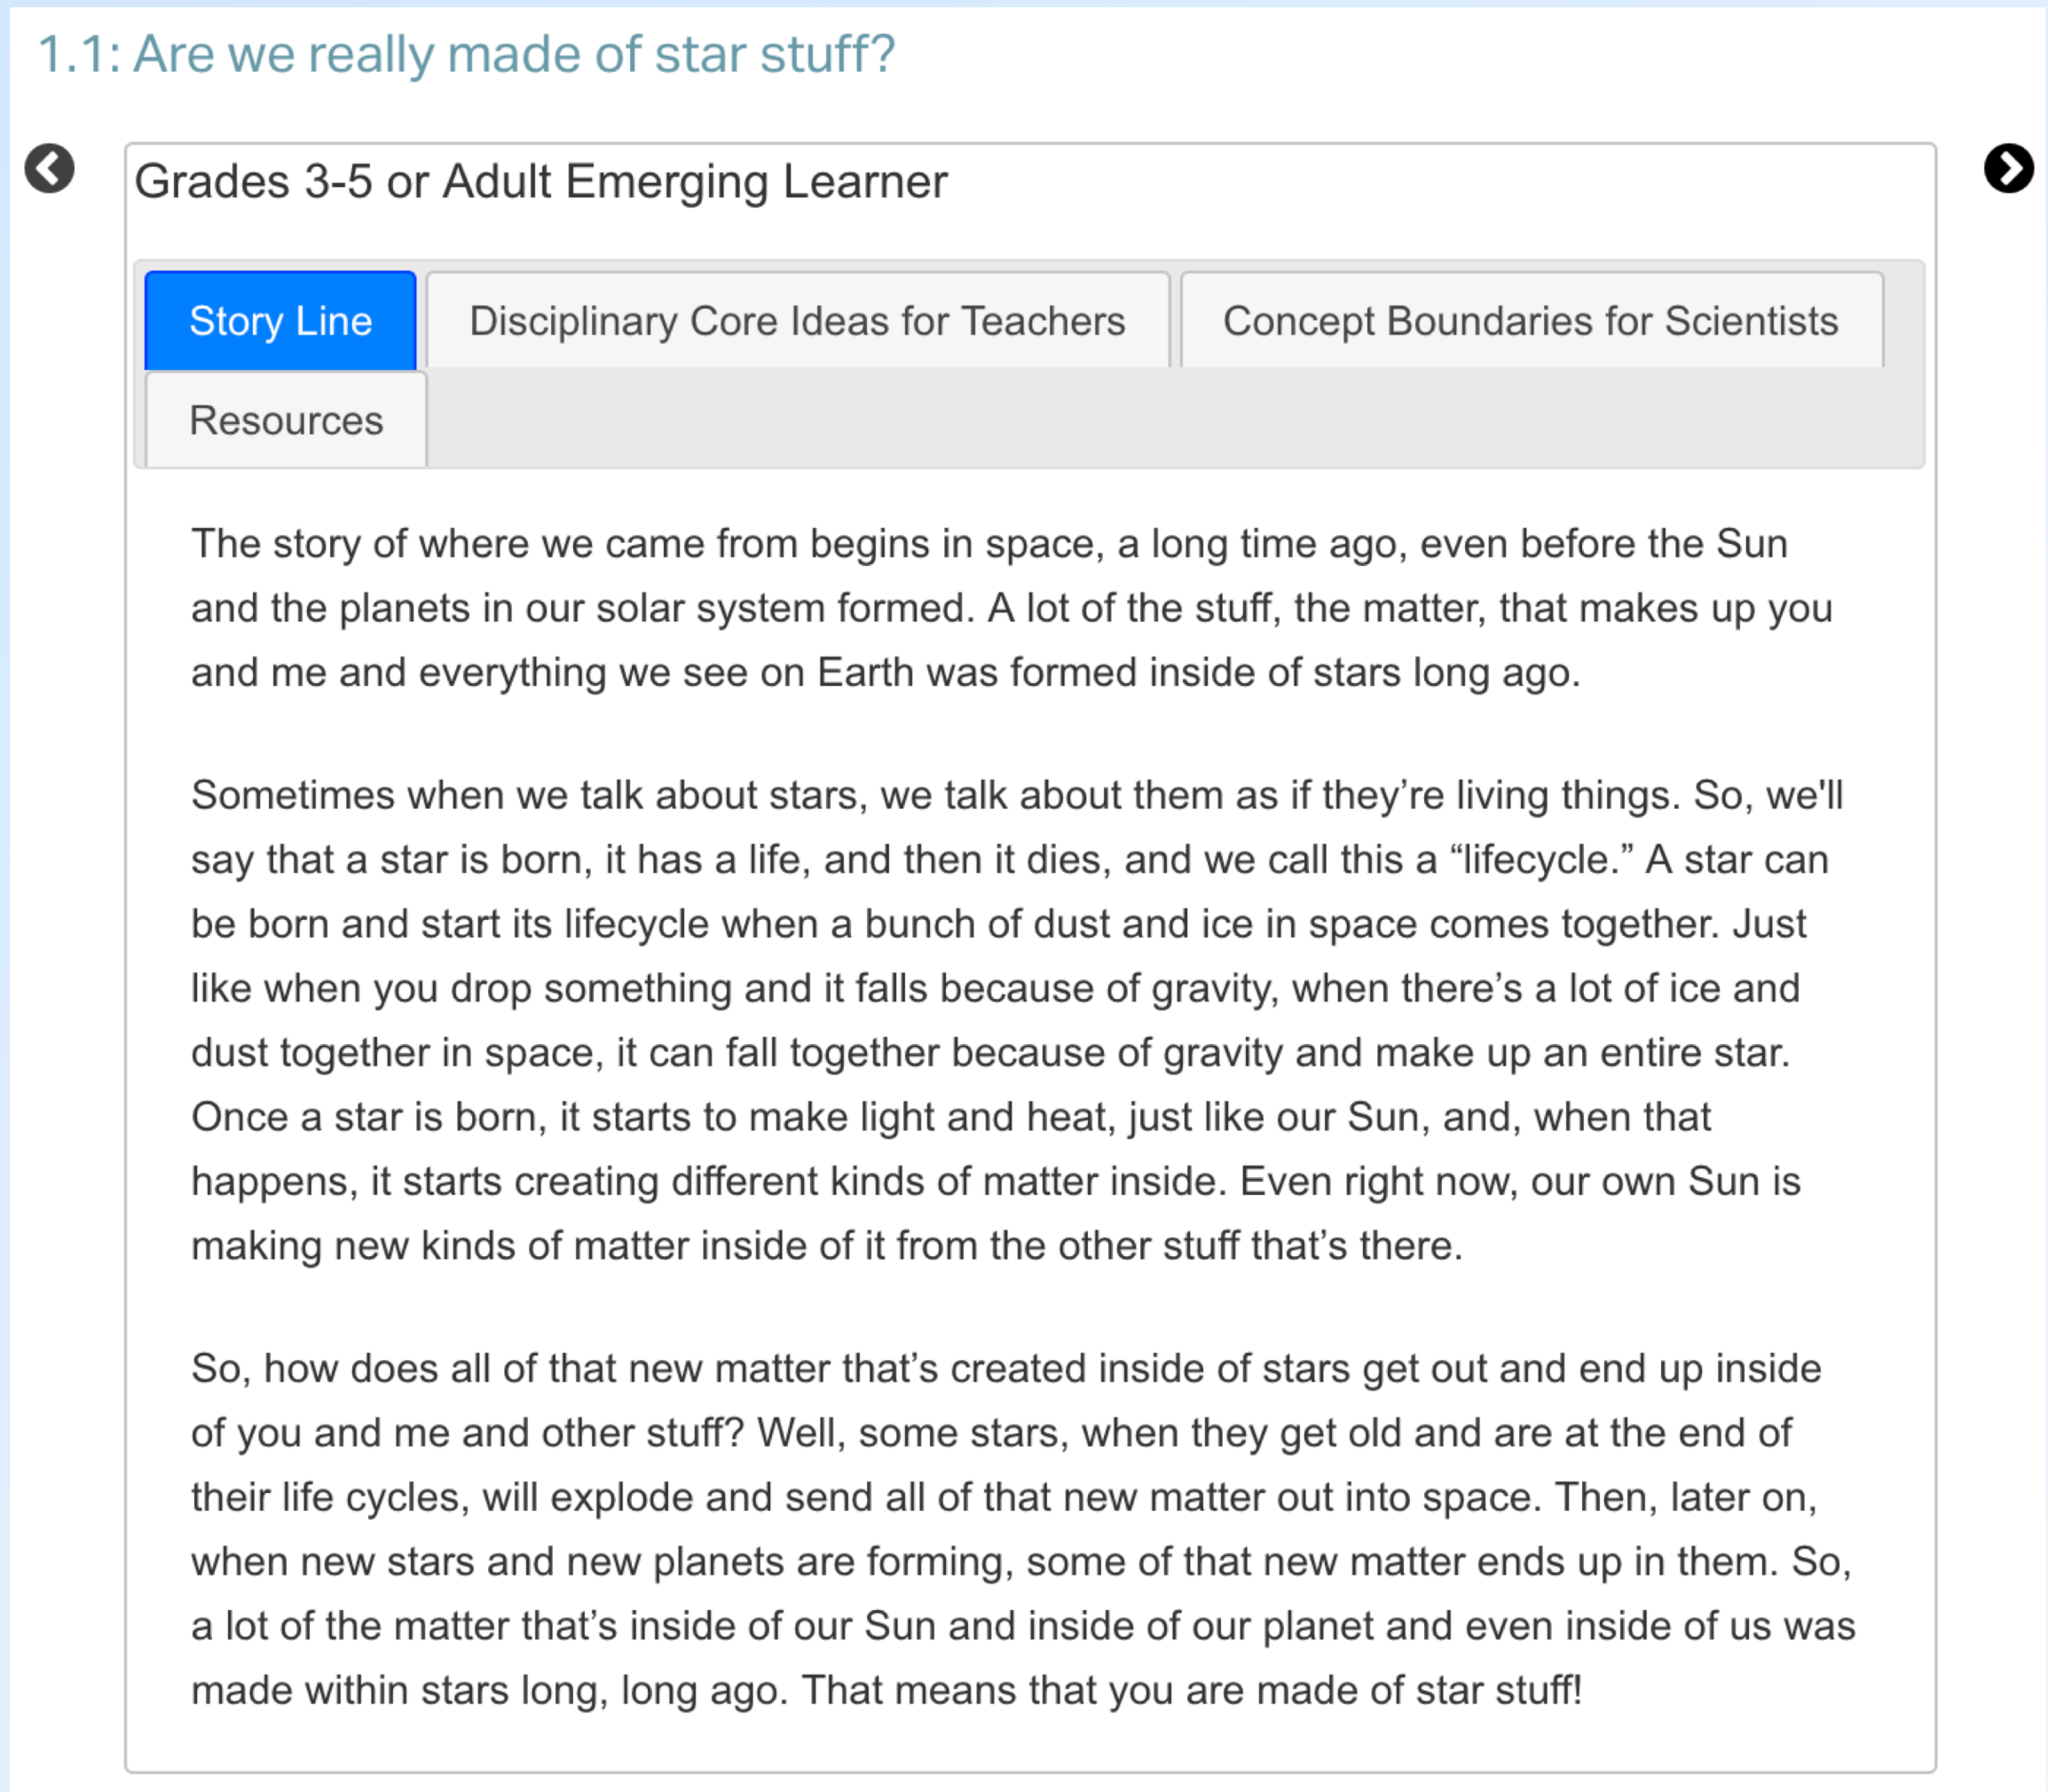 1.1: Are we really made of star stuff?
Grades 3-5 or Adult Emerging Learner
Story Line
Disciplinary Core Ideas for Teachers
Concept Boundaries for Scientists
Resources
The story of where we came from begins in space, a long time ago, even before the Sun
and the planets in our solar system formed. A lot of the stuff, the matter, that makes up you
and me and everything we see on Earth was formed inside of stars long ago.
Sometimes when we talk about stars, we talk about them as if they’re living things. So, we'll
say that a star is born, it has a life, and then it dies, and we call this a “lifecycle.” A star can
be born and start its lifecycle when a bunch of dust and ice in space comes together. Just
like when you drop something and it falls because of gravity, when there’s a lot of ice and
dust together in space, it can fall together because of gravity and make up an entire star.
Once a star is born, it starts to make light and heat, just like our Sun, and, when that
happens, it starts creating different kinds of matter inside. Even right now, our own Sun is
making new kinds of matter inside of it from the other stuff that’s there.
So, how does all of that new matter that’s created inside of stars get out and end up inside
of you and me and other stuff? Well, some stars, when they get old and are at the end of
their life cycles, will explode and send all of that new matter out into space. Then, later on,
when new stars and new planets are forming, some of that new matter ends up in them. So,
a lot of the matter that’s inside of our Sun and inside of our planet and even inside of us was
made within stars long, long ago. That means that you are made of star stuff!